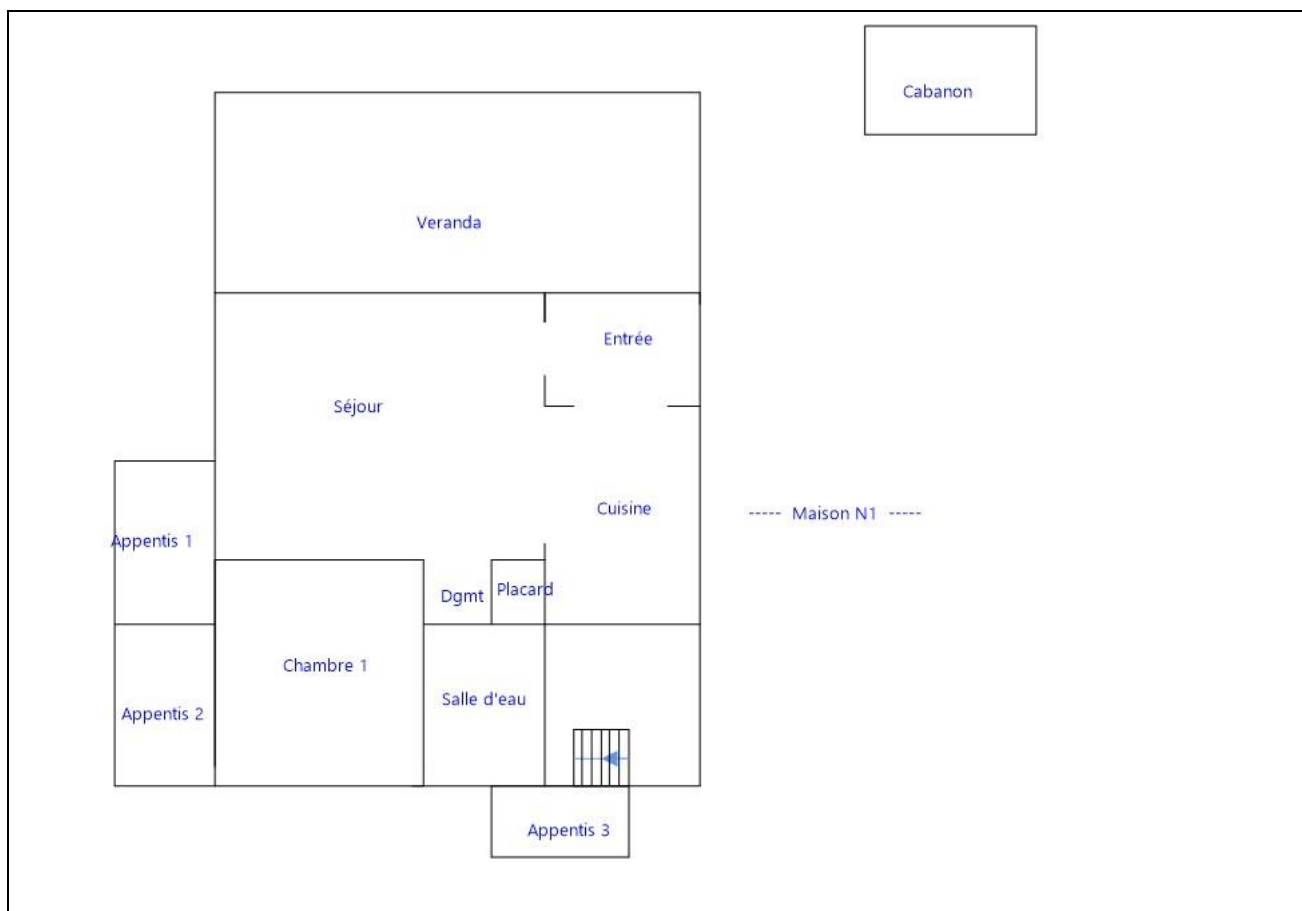 Cabanon
Veranda
Entrée
Séjour
Cuisine
----- Maison N1 -----
Appentis 1
Dgmt
Placard
Chambre 1
Salle d'eau
Appentis 2
Appentis 3